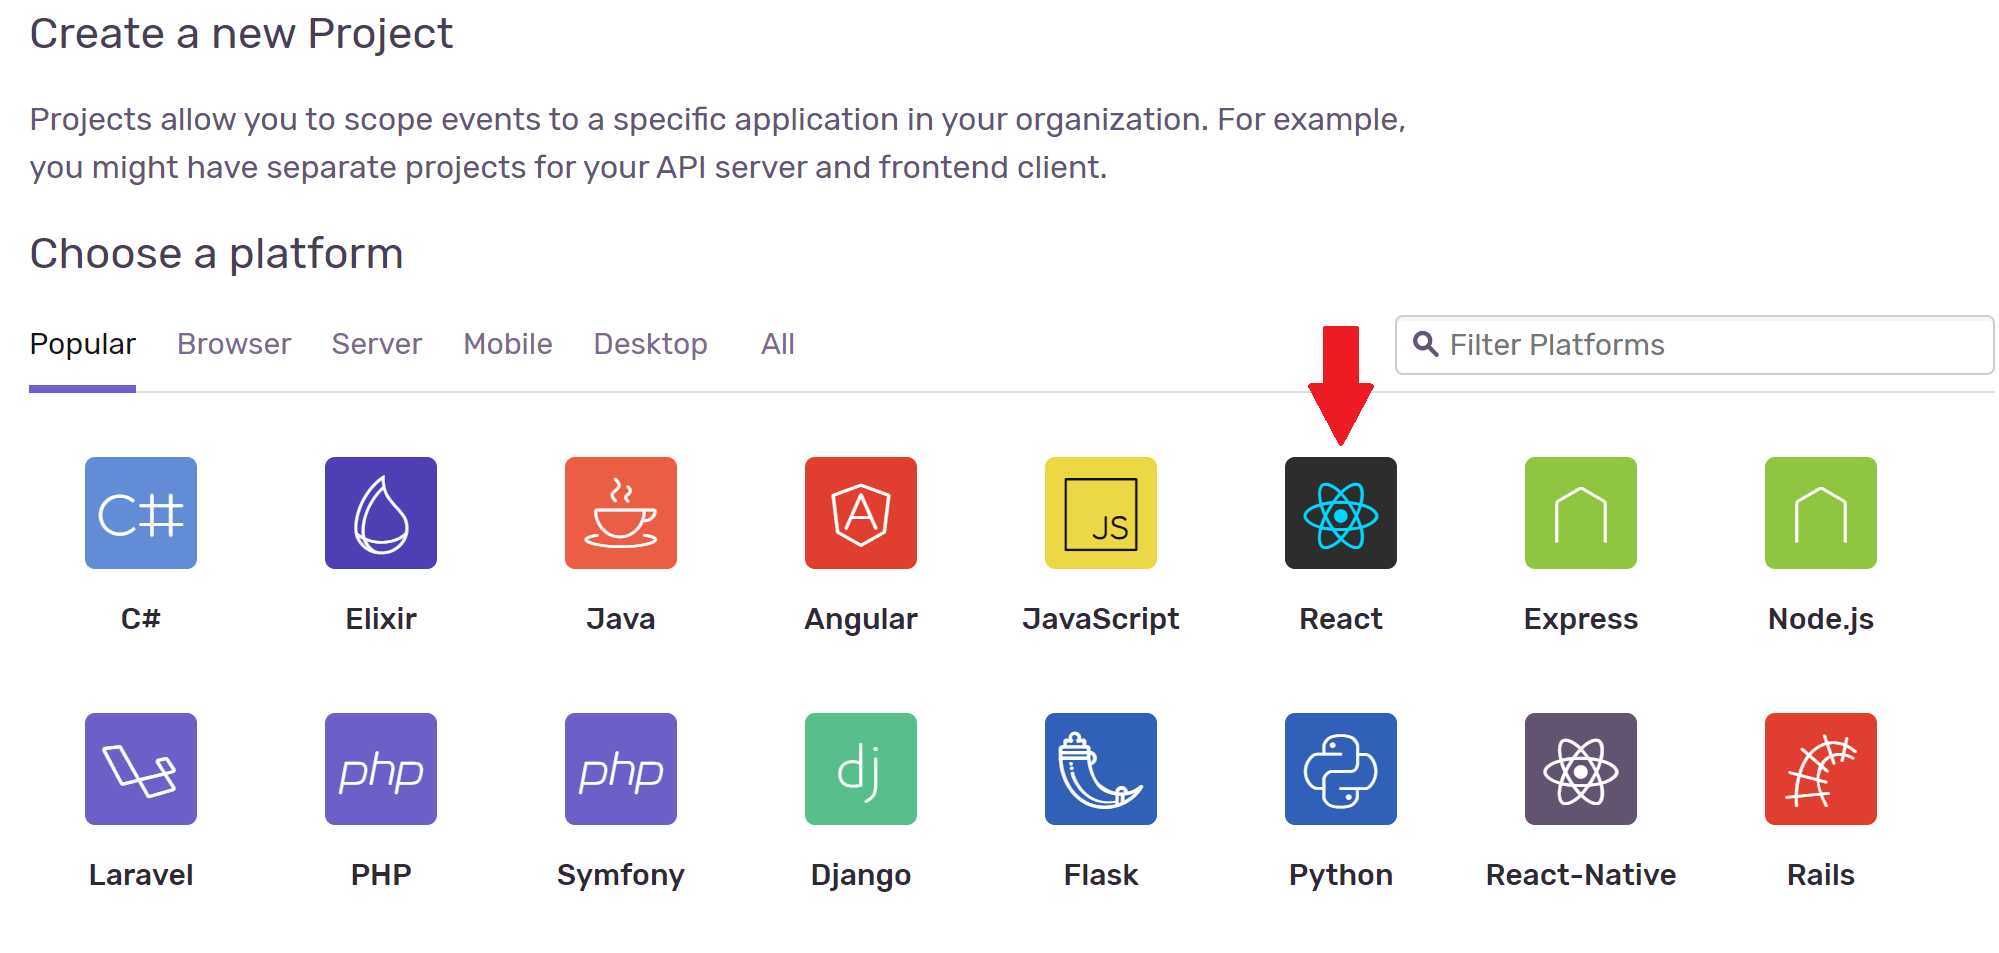 Create a new Project
Projects allow you to scope events to a specific application in your organization. For example,
you might have separate projects for your API server and frontend client.
Choose a platform
Popular Browser Server Mobile Desktop All Filter Platforms
C# JS
C# Elixir Java Angular JavaScript React Express Node.js
php php dj
Laravel PHP Symfony Django Flask Python React-Native Rails